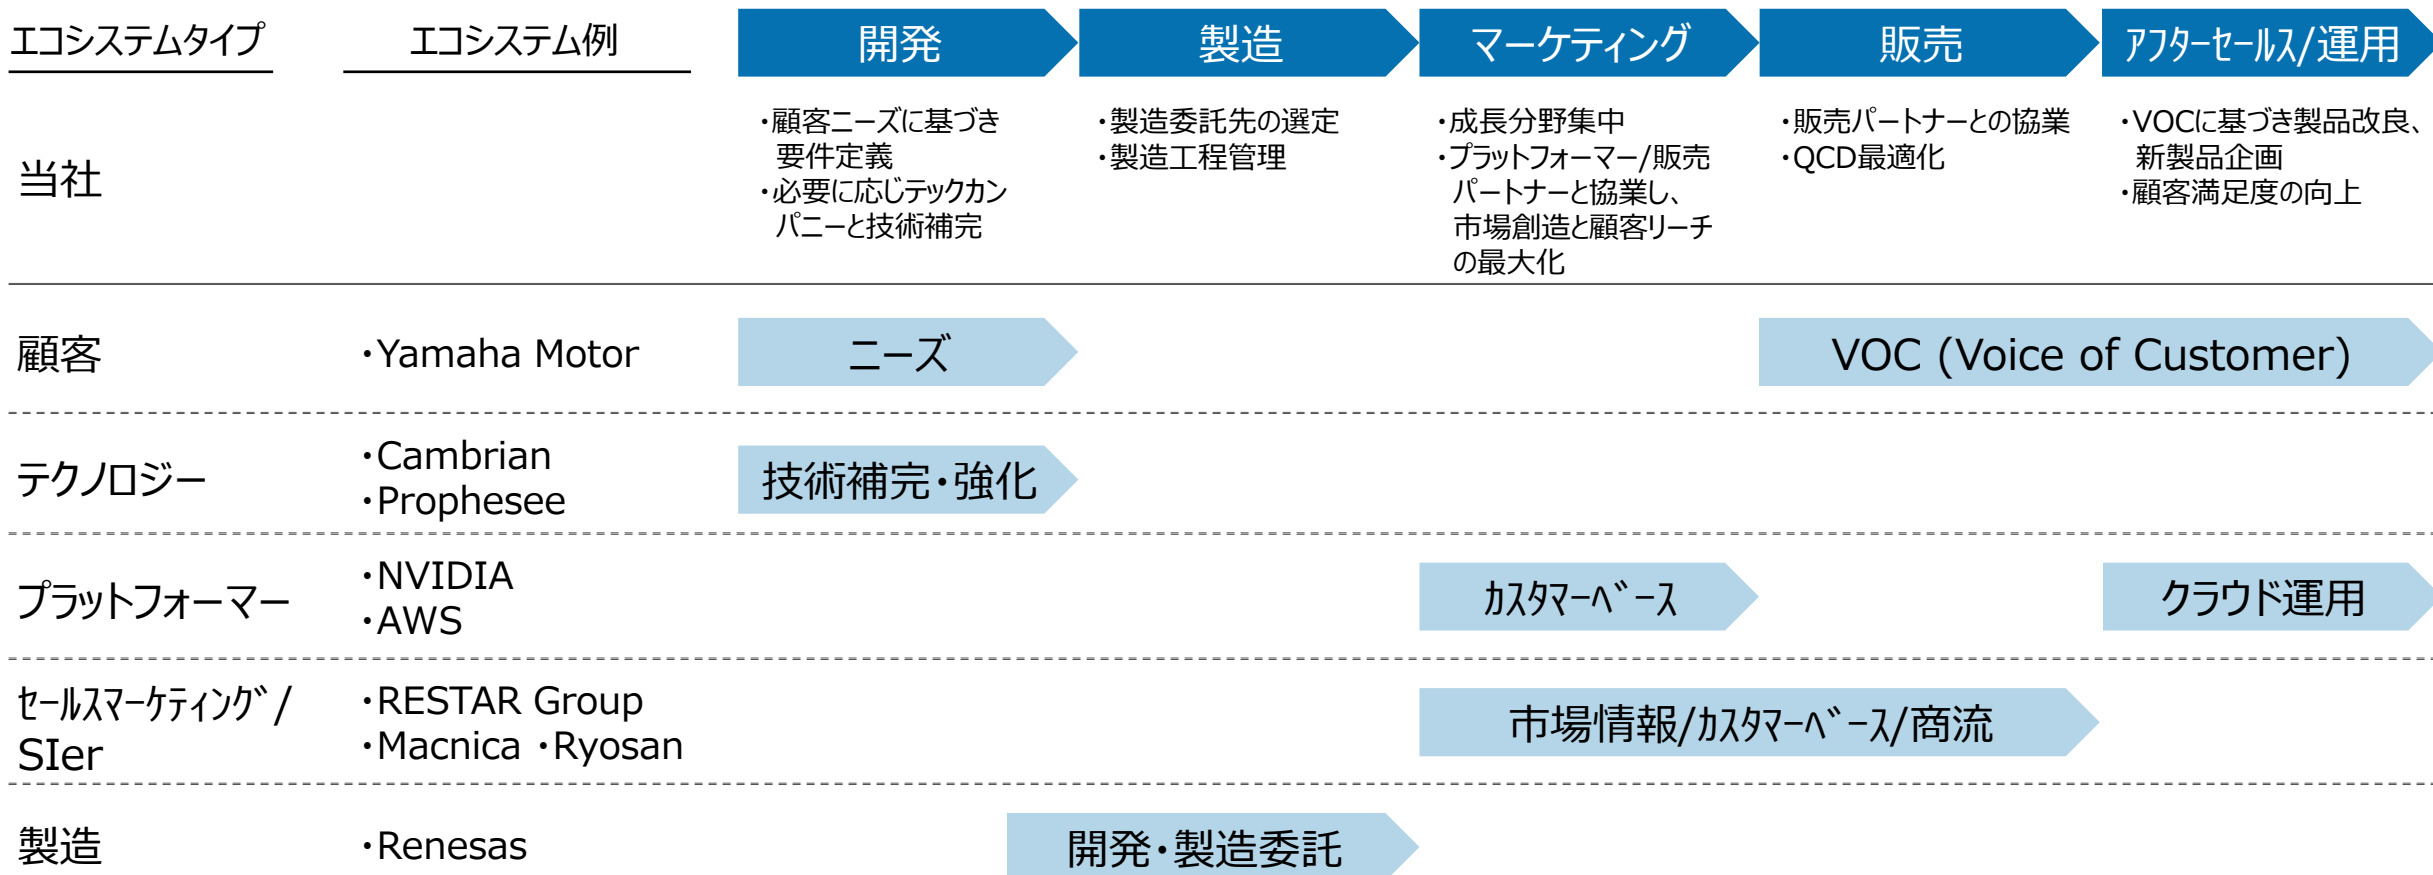 エコシステムタイプ
エコシステム例
開発
製造
マーケティング
販売
ｱﾌﾀｰｾｰﾙｽ/運用
当社
・顧客ニーズに基づき
要件定義
・必要に応じテックカン
パニーと技術補完
・製造委託先の選定
・製造工程管理
・成長分野集中
・プラットフォーマー/販売
パートナーと協業し、
市場創造と顧客リーチ
の最大化
・販売パートナーとの協業
・QCD最適化
・VOCに基づき製品改良、
新製品企画
・顧客満足度の向上
顧客
・Yamaha Motor
ニーズ
VOC (Voice of Customer)
テクノロジー
・Cambrian
・Prophesee
技術補完・強化
プラットフォーマー
・NVIDIA
・AWS
ｶｽﾀﾏｰﾍﾞｰｽ
クラウド運用
ｾｰﾙｽﾏｰｹﾃｨﾝｸﾞ/
SIer
・RESTAR Group
・Macnica ・Ryosan
市場情報/ｶｽﾀﾏｰﾍﾞｰｽ/商流
製造
・Renesas
開発・製造委託